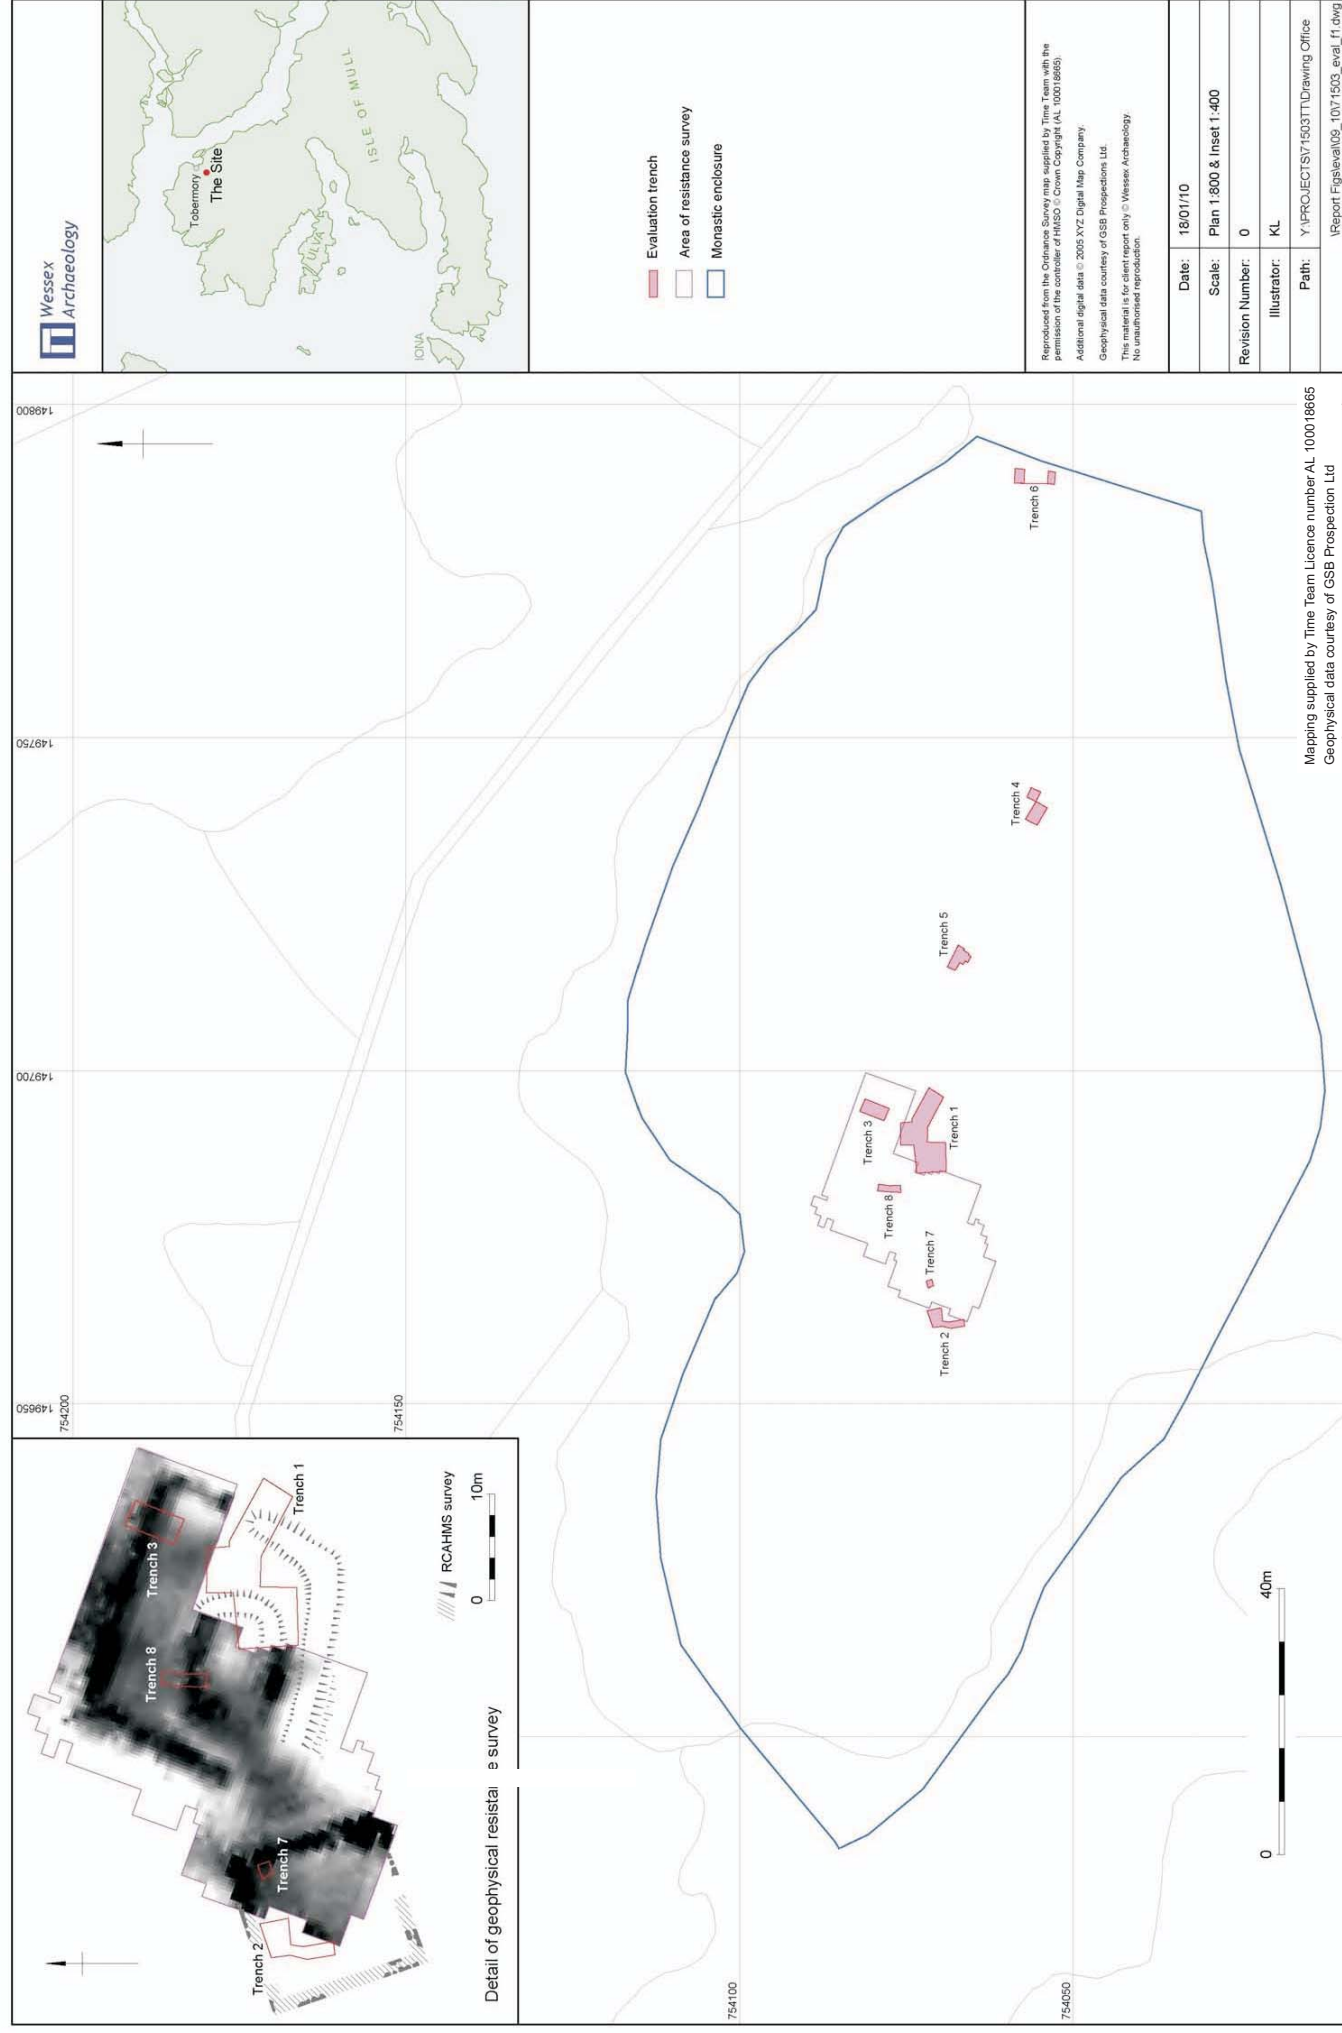 Wessex
Archaeology
Tobermory
The Site
ISLE OF MULL
ULVA
IONA
Evaluation trench
Area of resistance survey
Monastic enclosure
Reproduced from the Ordnance Survey map supplied by Time Team with the
permission of the controller of HMSO © Crown Copyright (AL 100018665).
Additional digital data © 2005 XYZ Digital Map Company.
Geophysical data courtesy of GSB Prospections Ltd.
This material is for client report only © Wessex Archaeology.
No unauthorised reproduction.
Date: 18/01/10
Scale: Plan 1:800 & Inset 1:400
Revision Number: 0
Illustrator: KL
Path: Y:\PROJECTS\71503TT\Drawing Office
\Report Figs\eval\09_10\71503_eval_f1.dwg
149800
149750
149700
149650
754200
754150
754100
754050
Trench 6
Trench 4
Trench 5
Trench 3
Trench 1
Trench 8
Trench 7
Trench 2
40m
0
Mapping supplied by Time Team Licence number AL 100018665
Geophysical data courtesy of GSB Prospection Ltd
Trench 3
Trench 1
Trench 8
Trench 7
Trench 2
RCAHMS survey
0 10m
Detail of geophysical resista e survey